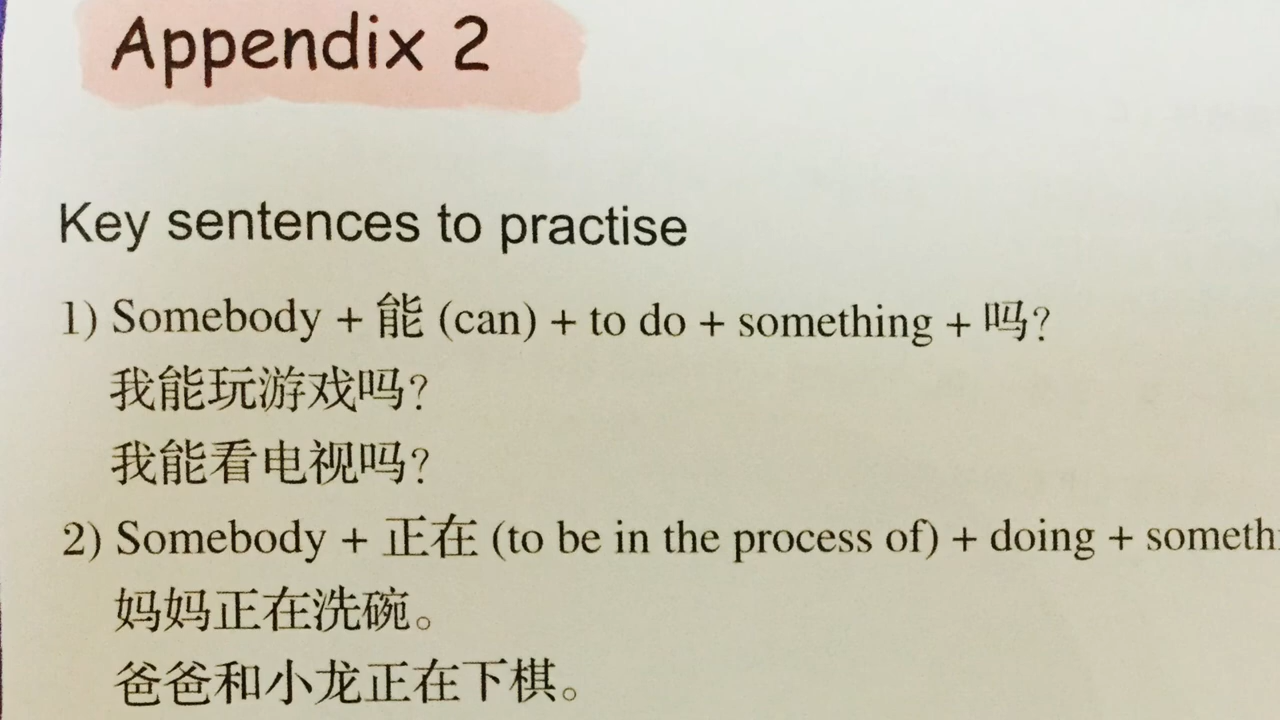 Appendix 2
Key sentences to practise
1) Somebody + 能 (can) + to do + something + 吗?
我能玩游戏吗?
我能看电视吗?
2) Somebody + 正在 (to be in the process of) + doing + someth
妈妈正在洗碗。
爸爸和小龙正在下棋。